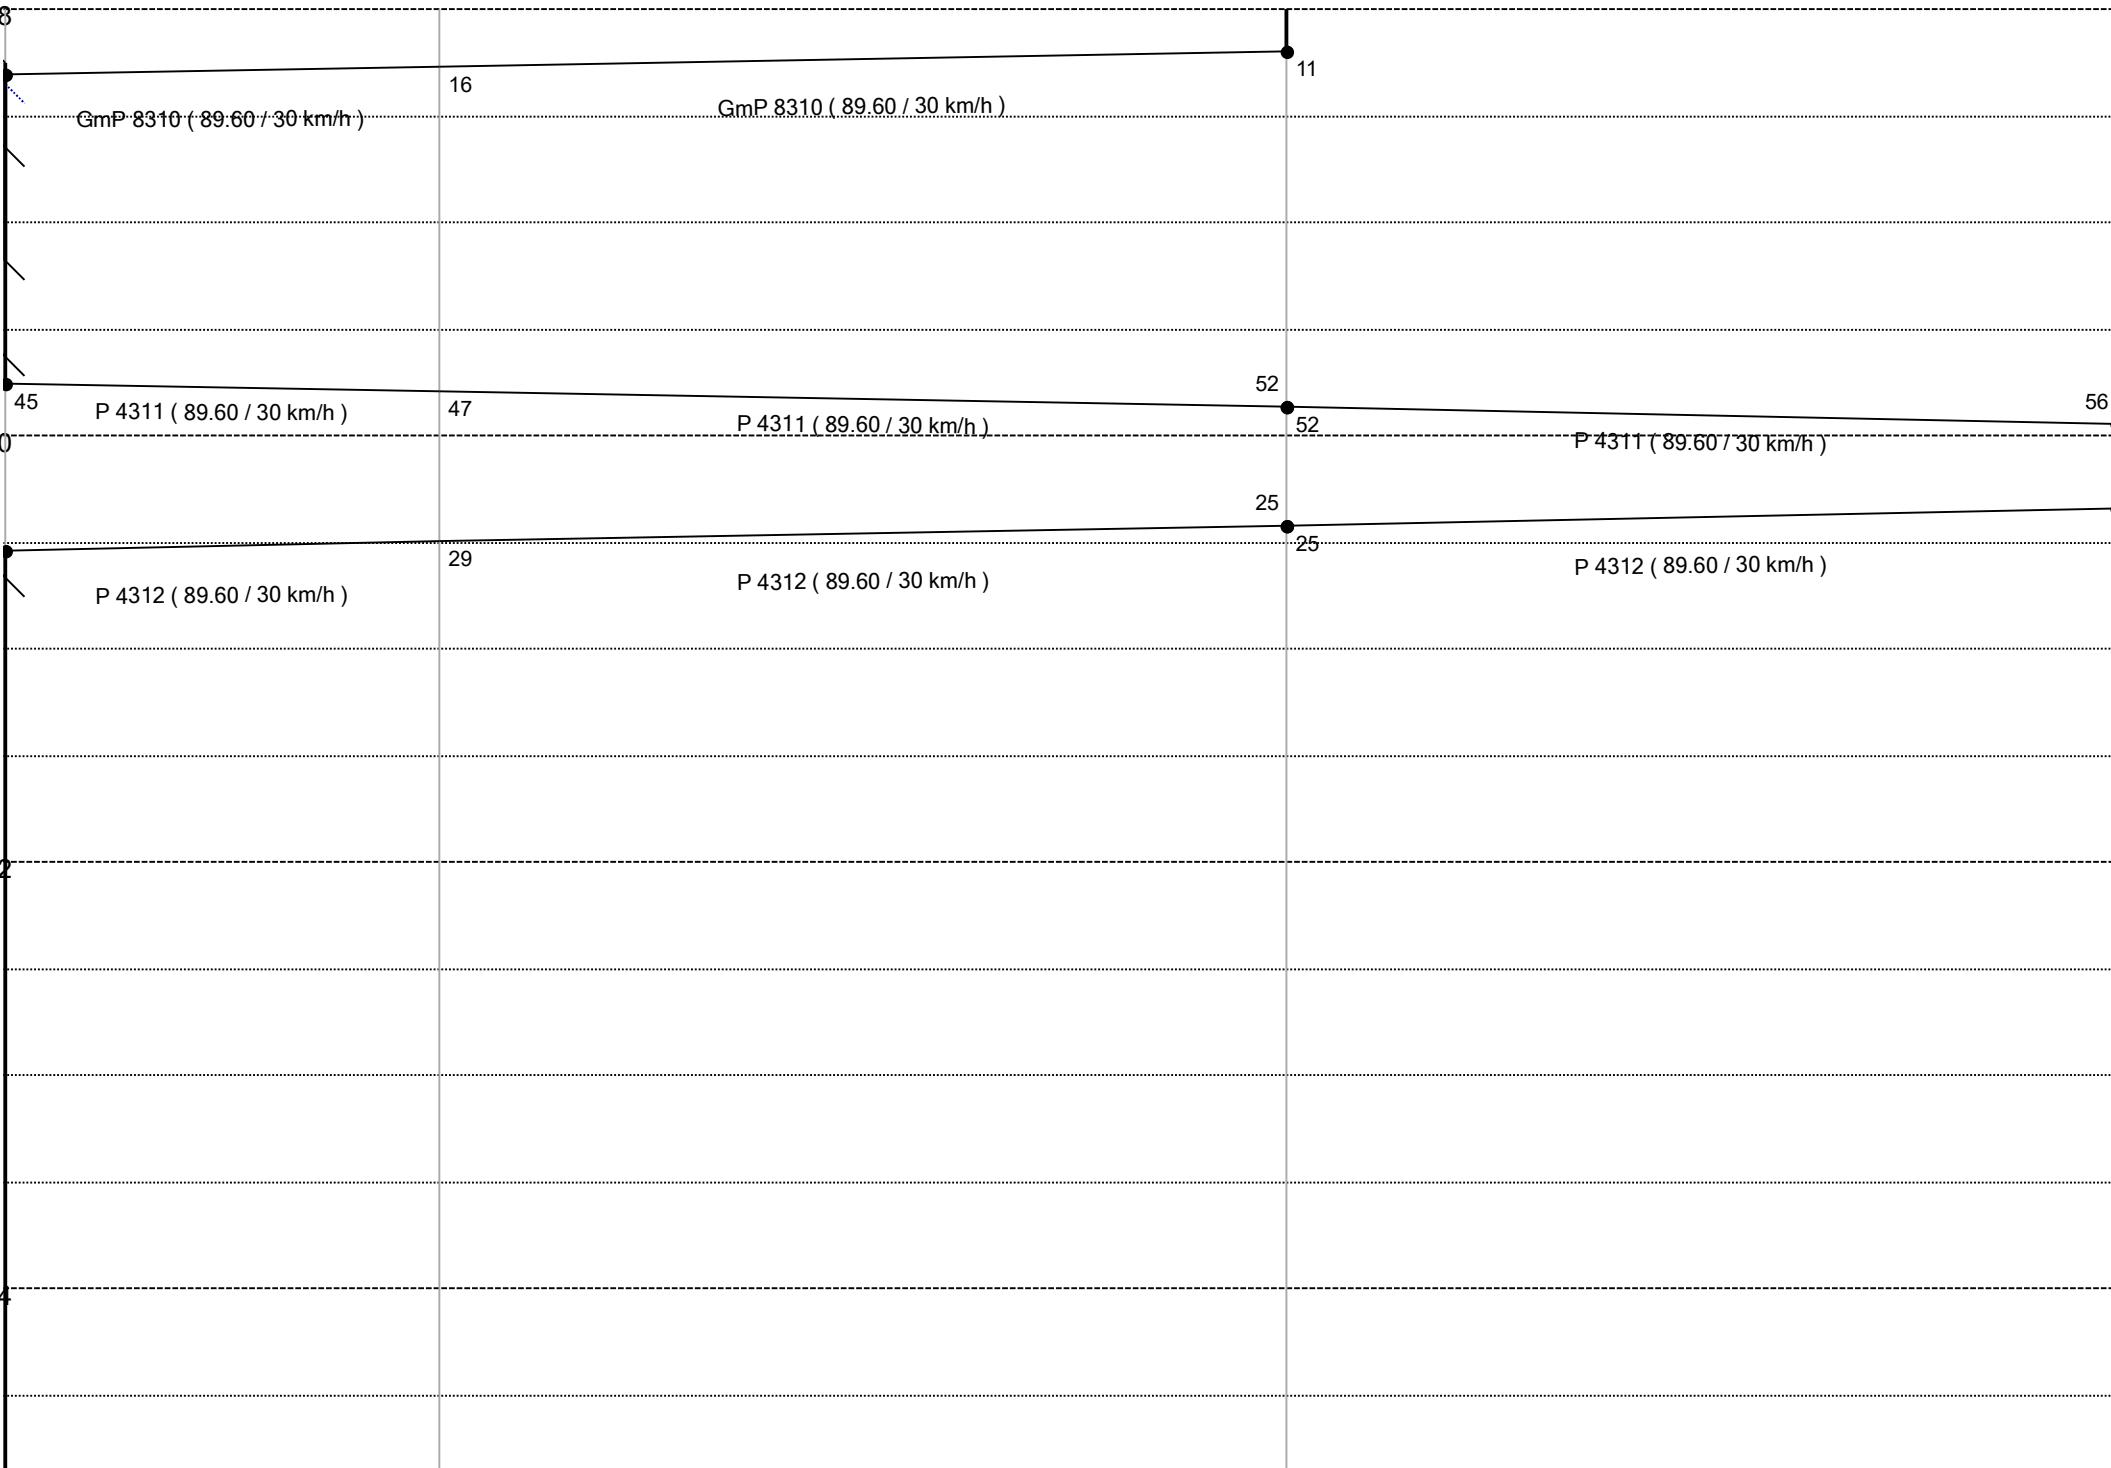 8
16
11
GmP 8310 ( 89.60 / 30 km/h )
GmP 8310 ( 89.60 / 30 km/h )
52
56
45
P 4311 ( 89.60 / 30 km/h )
47
P 4311 ( 89.60 / 30 km/h )
52
P 4311 ( 89.60 / 30 km/h )
0
25
25
29
P 4312 ( 89.60 / 30 km/h )
P 4312 ( 89.60 / 30 km/h )
P 4312 ( 89.60 / 30 km/h )
2
4